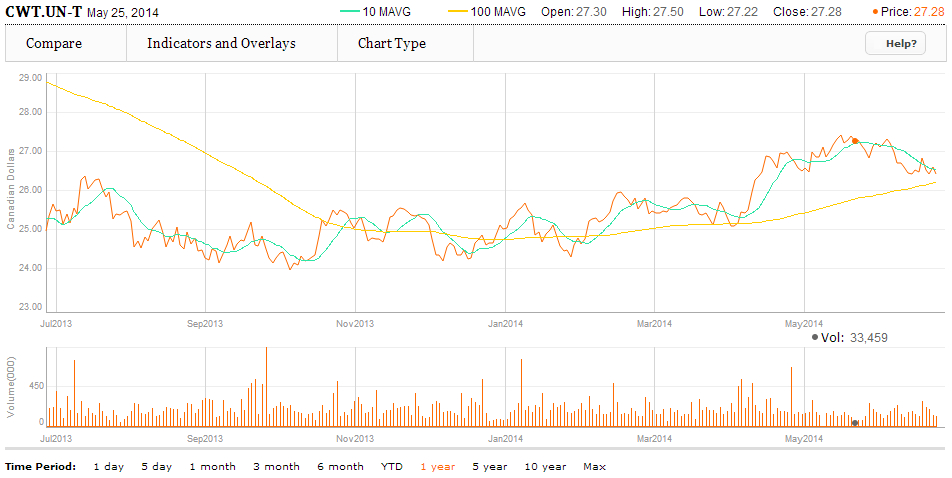 CWT.UN-T May 25, 2014 10 MAVG 100 MAVG Open: 27.30 High: 27.50 Low: 27.22 Close: 27.28 Price: 27.28
Compare Indicators and Overlays Chart Type Help?
29.00
28.00
27.00
26.00
25.00
24.00
23.00
Canadian Dollars
Jul2013 Sep2013 Nov2013 Jan2014 Mar2014 May2014
Vol: 33,459
450
0
Volume(000)
Jul2013 Sep2013 Nov2013 Jan2014 Mar2014 May2014
Time Period: 1 day 5 day 1 month 3 month 6 month YTD 1 year 5 year 10 year Max